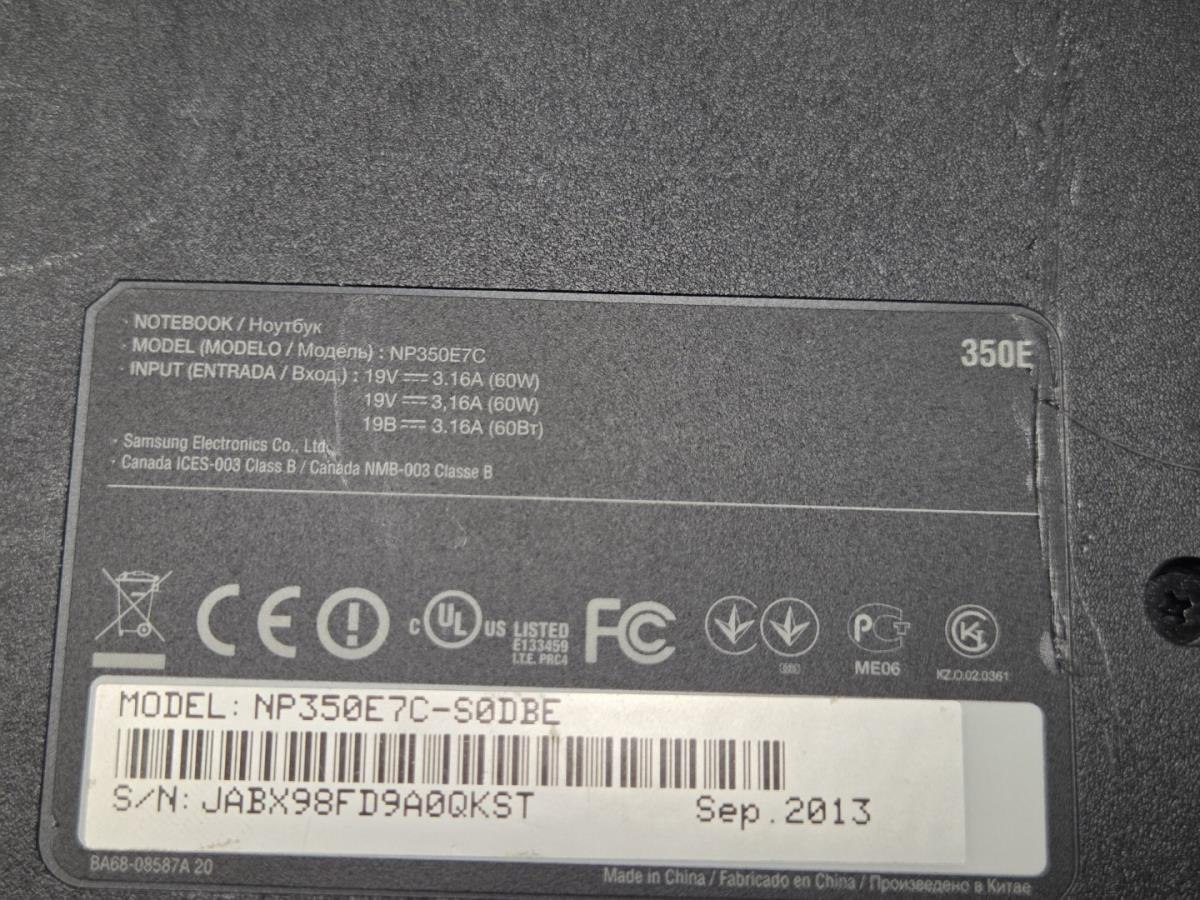 · NOTEBOOK / Ноутбук
· MODEL (MODELO / Модель) : NP350E7C
350E
· INPUT (ENTRADA / Вход.) : 19V 3.16A (60W)
19V 3,16A (60W)
19В 3.16А (60Вт)
· Samsung Electronics Co., Ltd.
· Canada ICES-003 Class B / Canada NMB-003 Classe B
CE
c UL US LISTED
E133459
I.T.E. PRC4
FC
РСТ
ME06
KZ.O.02.0361
MODEL: NP350E7C-S0DBE
S/N: JABX98FD9A0QKST Sep.2013
BA68-08587A 20
Made in China / Fabricado en China / Произведено в Китае